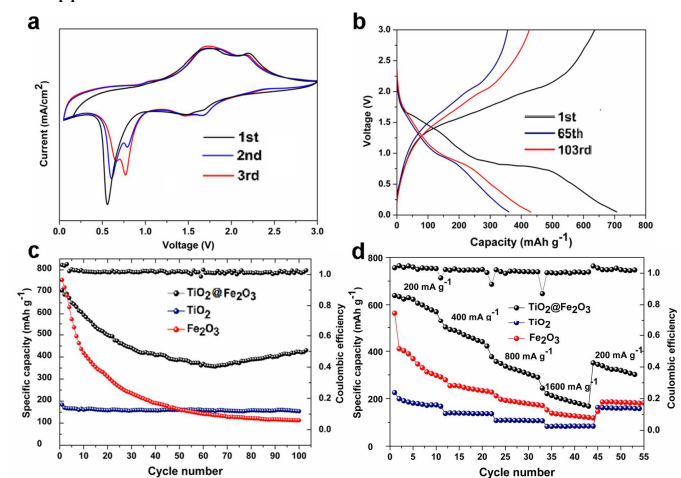 a
Current (mA/cm²)
1st
2nd
3rd
0.0 0.5 1.0 1.5 2.0 2.5 3.0
Voltage (V)
b
Voltage (V)
3.0
2.5
2.0
1.5
1.0
0.5
0.0
1st
65th
103rd
0 100 200 300 400 500 600 700 800
Capacity (mAh g⁻¹)
c
Specific capacity (mAh g⁻¹)
800
700
600
500
400
300
200
100
0
TiO₂@Fe₂O₃
TiO₂
Fe₂O₃
1.0
0.8
0.6
0.4
0.2
0.0
Coulombic efficiency
0 10 20 30 40 50 60 70 80 90 100
Cycle number
d
Specific capacity (mAh g⁻¹)
800
600
400
200
0
200 mA g⁻¹
400 mA g⁻¹
800 mA g⁻¹
1600 mA g⁻¹
200 mA g⁻¹
TiO₂@Fe₂O₃
TiO₂
Fe₂O₃
1.0
0.8
0.6
0.4
0.2
0.0
Coulombic efficiency
0 5 10 15 20 25 30 35 40 45 50 55
Cycle number